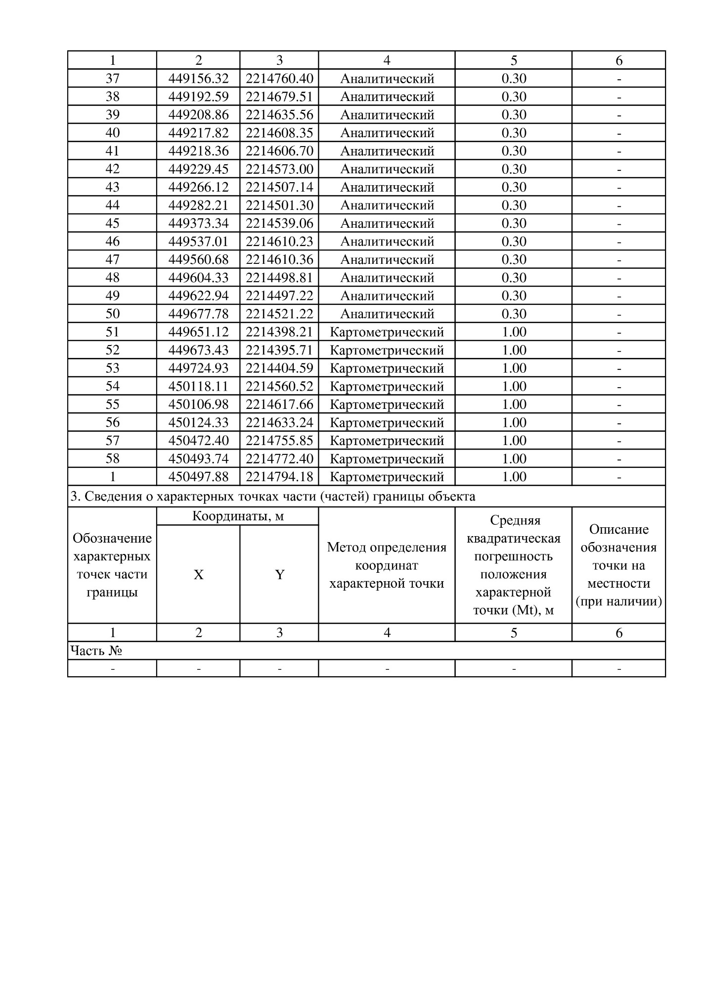 1 2 3 4 5 6
37 449156.32 2214760.40 Аналитический 0.30 -
38 449192.59 2214679.51 Аналитический 0.30 -
39 449208.86 2214635.56 Аналитический 0.30 -
40 449217.82 2214608.35 Аналитический 0.30 -
41 449218.36 2214606.70 Аналитический 0.30 -
42 449229.45 2214573.00 Аналитический 0.30 -
43 449266.12 2214507.14 Аналитический 0.30 -
44 449282.21 2214501.30 Аналитический 0.30 -
45 449373.34 2214539.06 Аналитический 0.30 -
46 449537.01 2214610.23 Аналитический 0.30 -
47 449560.68 2214610.36 Аналитический 0.30 -
48 449604.33 2214498.81 Аналитический 0.30 -
49 449622.94 2214497.22 Аналитический 0.30 -
50 449677.78 2214521.22 Аналитический 0.30 -
51 449651.12 2214398.21 Картометрический 1.00 -
52 449673.43 2214395.71 Картометрический 1.00 -
53 449724.93 2214404.59 Картометрический 1.00 -
54 450118.11 2214560.52 Картометрический 1.00 -
55 450106.98 2214617.66 Картометрический 1.00 -
56 450124.33 2214633.24 Картометрический 1.00 -
57 450472.40 2214755.85 Картометрический 1.00 -
58 450493.74 2214772.40 Картометрический 1.00 -
1 450497.88 2214794.18 Картометрический 1.00 -
3. Сведения о характерных точках части (частей) границы объекта
Обозначение
характерных
точек части
границы
Координаты, м
X
Y
Метод определения
координат
характерной точки
Средняя
квадратическая
погрешность
положения
характерной
точки (Mt), м
Описание
обозначения
точки на
местности
(при наличии)
1 2 3 4 5 6
Часть №
- - - - - -